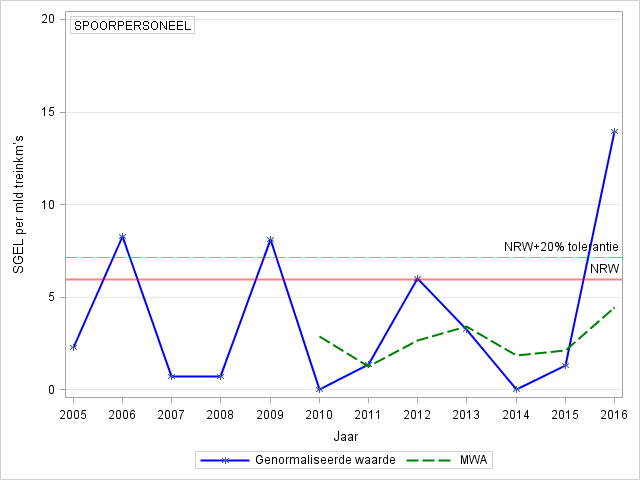 SPOORPERSONEEL
20
15
10
5
0
SGEL per mld treinkm's
NRW+20% tolerantie
NRW
2005 2006 2007 2008 2009 2010 2011 2012 2013 2014 2015 2016
Jaar
Genormaliseerde waarde MWA